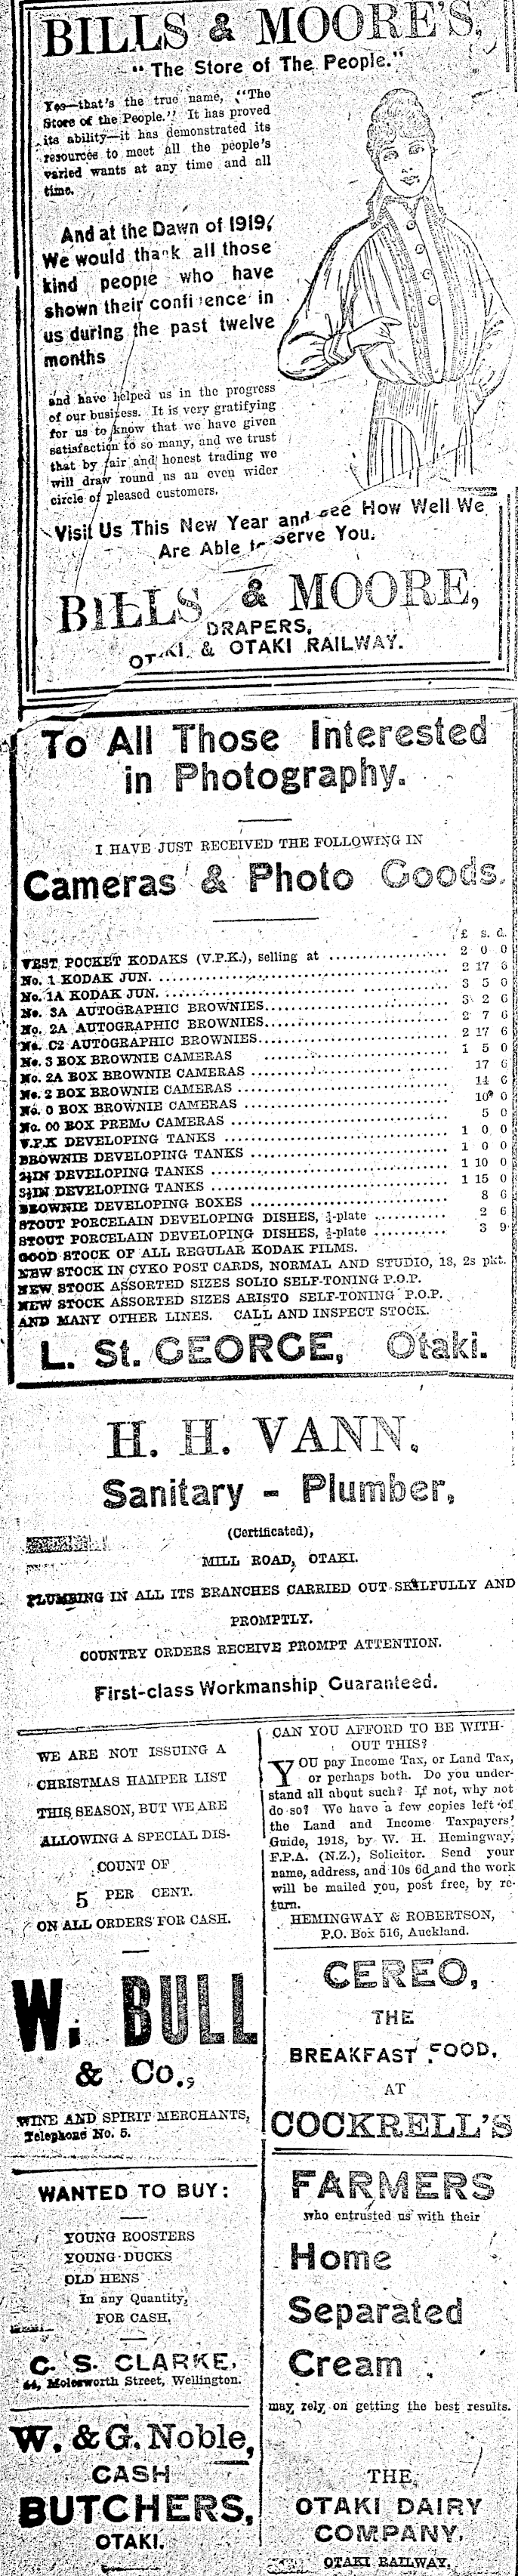 BILLS & MOORE'S,
"The Store of The People."
Yes—that's the true name, "The
Store of the People." It has proved
its ability—it has demonstrated its
resources to meet all the people's
varied wants at any time and all
time.
And at the Dawn of 1919,
We would thank all those
kind people who have
shown their confidence in
us during the past twelve
months
and have helped us in the progress
of our business. It is very gratifying
for us to know that we have given
satisfaction to so many, and we trust
that by fair and honest trading we
will draw round us an even wider
circle of pleased customers.
Visit Us This New Year and see How Well We
Are Able to Serve You.
BILLS & MOORE,
DRAPERS,
OTAKI & OTAKI RAILWAY.
To All Those Interested
in Photography.
I HAVE JUST RECEIVED THE FOLLOWING IN
Cameras & Photo Goods.
£ s. d.
VEST POCKET KODAKS (V.P.K.), selling at 2 0 0
No. 1 KODAK JUN. 2 17 6
No. 1A KODAK JUN. 3 5 0
No. 3A AUTOGRAPHIC BROWNIES 3 2 6
No. 2A AUTOGRAPHIC BROWNIES 2 7 6
No. C2 AUTOGRAPHIC BROWNIES 2 17 6
No. 3 BOX BROWNIE CAMERAS 1 5 0
No. 2A BOX BROWNIE CAMERAS 17 6
No. 2 BOX BROWNIE CAMERAS 14 6
No. 0 BOX BROWNIE CAMERAS 10 0
No. 00 BOX PREMO CAMERAS 5 0
V.P.K DEVELOPING TANKS 1 0 0
BROWNIE DEVELOPING TANKS 1 0 0
2½IN DEVELOPING TANKS 1 10 0
3½IN DEVELOPING TANKS 1 15 0
BROWNIE DEVELOPING BOXES 8 6
STOUT PORCELAIN DEVELOPING DISHES, ¼-plate 2 6
STOUT PORCELAIN DEVELOPING DISHES, ½-plate 3 9
GOOD STOCK OF ALL REGULAR KODAK FILMS.
NEW STOCK IN CYKO POST CARDS, NORMAL AND STUDIO, 1s, 2s pkt.
NEW STOCK ASSORTED SIZES SOLIO SELF-TONING P.O.P.
NEW STOCK ASSORTED SIZES ARISTO SELF-TONING P.O.P.
AND MANY OTHER LINES. CALL AND INSPECT STOCK.
L. St. GEORGE, Otaki.
H. H. VANN,
Sanitary - Plumber,
(Certificated),
MILL ROAD, OTAKI.
PLUMBING IN ALL ITS BRANCHES CARRIED OUT SKILFULLY AND
PROMPTLY.
COUNTRY ORDERS RECEIVE PROMPT ATTENTION.
First-class Workmanship Guaranteed.
WE ARE NOT ISSUING A
CHRISTMAS HAMPER LIST
THIS SEASON, BUT WE ARE
ALLOWING A SPECIAL DIS-
COUNT OF
5 PER CENT.
ON ALL ORDERS FOR CASH.
W. BULL
& Co.,
WINE AND SPIRIT MERCHANTS,
Telephone No. 5.
WANTED TO BUY:
YOUNG ROOSTERS
YOUNG DUCKS
OLD HENS
In any Quantity,
FOR CASH.
C. S. CLARKE,
44, Molesworth Street, Wellington.
W. & G. Noble,
CASH
BUTCHERS,
OTAKI.
CAN YOU AFFORD TO BE WITH-
OUT THIS?
YOU pay Income Tax, or Land Tax,
or perhaps both. Do you under-
stand all about such? If not, why not
do so? We have a few copies left of
the Land and Income Taxpayers'
Guide, 1918, by W. H. Hemingway,
F.P.A. (N.Z.), Solicitor. Send your
name, address, and 10s 6d and the work
will be mailed you, post free, by re-
turn.
HEMINGWAY & ROBERTSON,
P.O. Box 516, Auckland.
CEREO,
THE
BREAKFAST FOOD,
AT
COCKRELL'S
FARMERS
who entrusted us with their
Home
Separated
Cream
may rely on getting the best results.
THE
OTAKI DAIRY
COMPANY,
OTAKI RAILWAY.